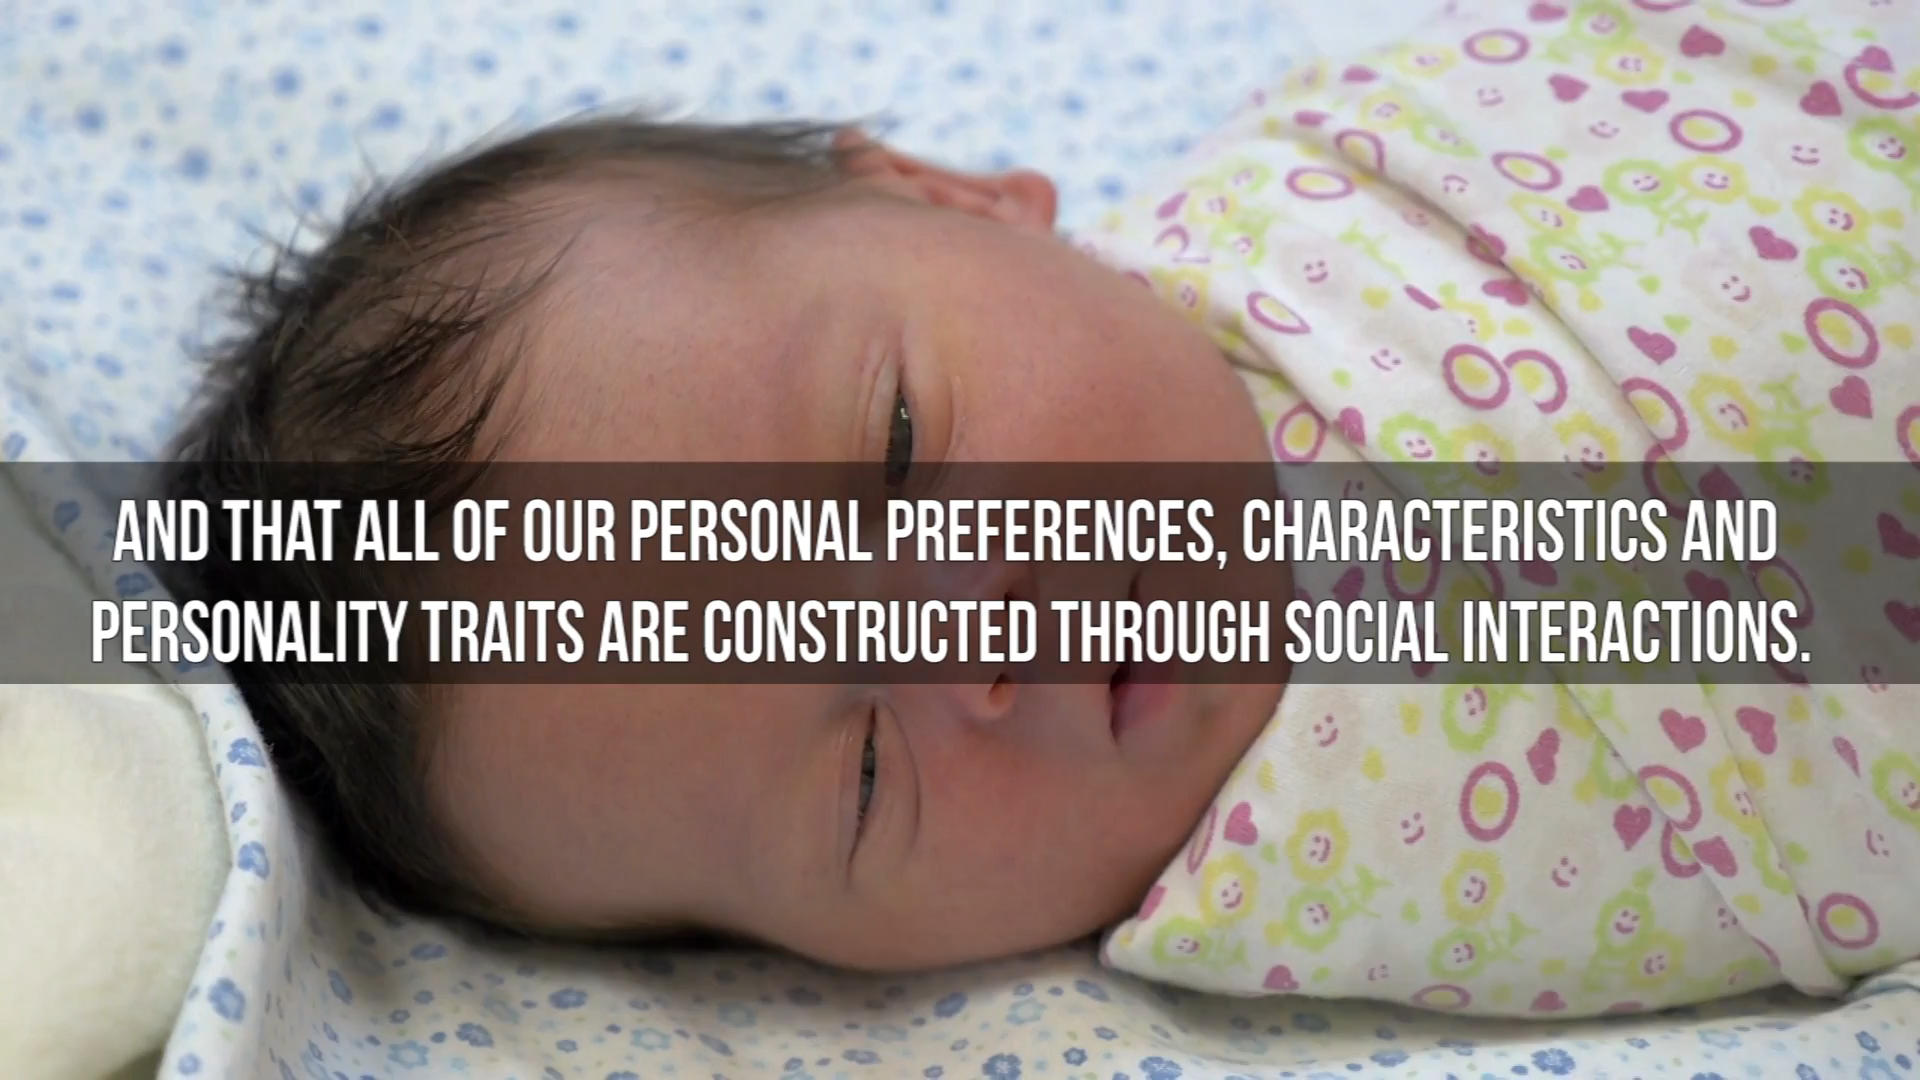 AND THAT ALL OF OUR PERSONAL PREFERENCES, CHARACTERISTICS AND
PERSONALITY TRAITS ARE CONSTRUCTED THROUGH SOCIAL INTERACTIONS.